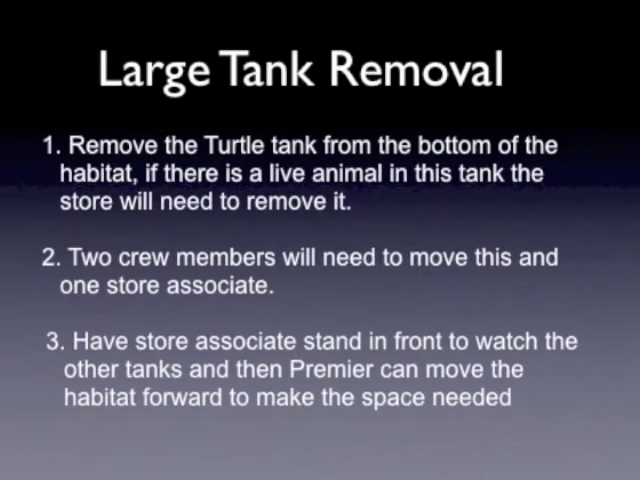 Large Tank Removal
1. Remove the Turtle tank from the bottom of the
habitat, if there is a live animal in this tank the
store will need to remove it.
2. Two crew members will need to move this and
one store associate.
3. Have store associate stand in front to watch the
other tanks and then Premier can move the
habitat forward to make the space needed